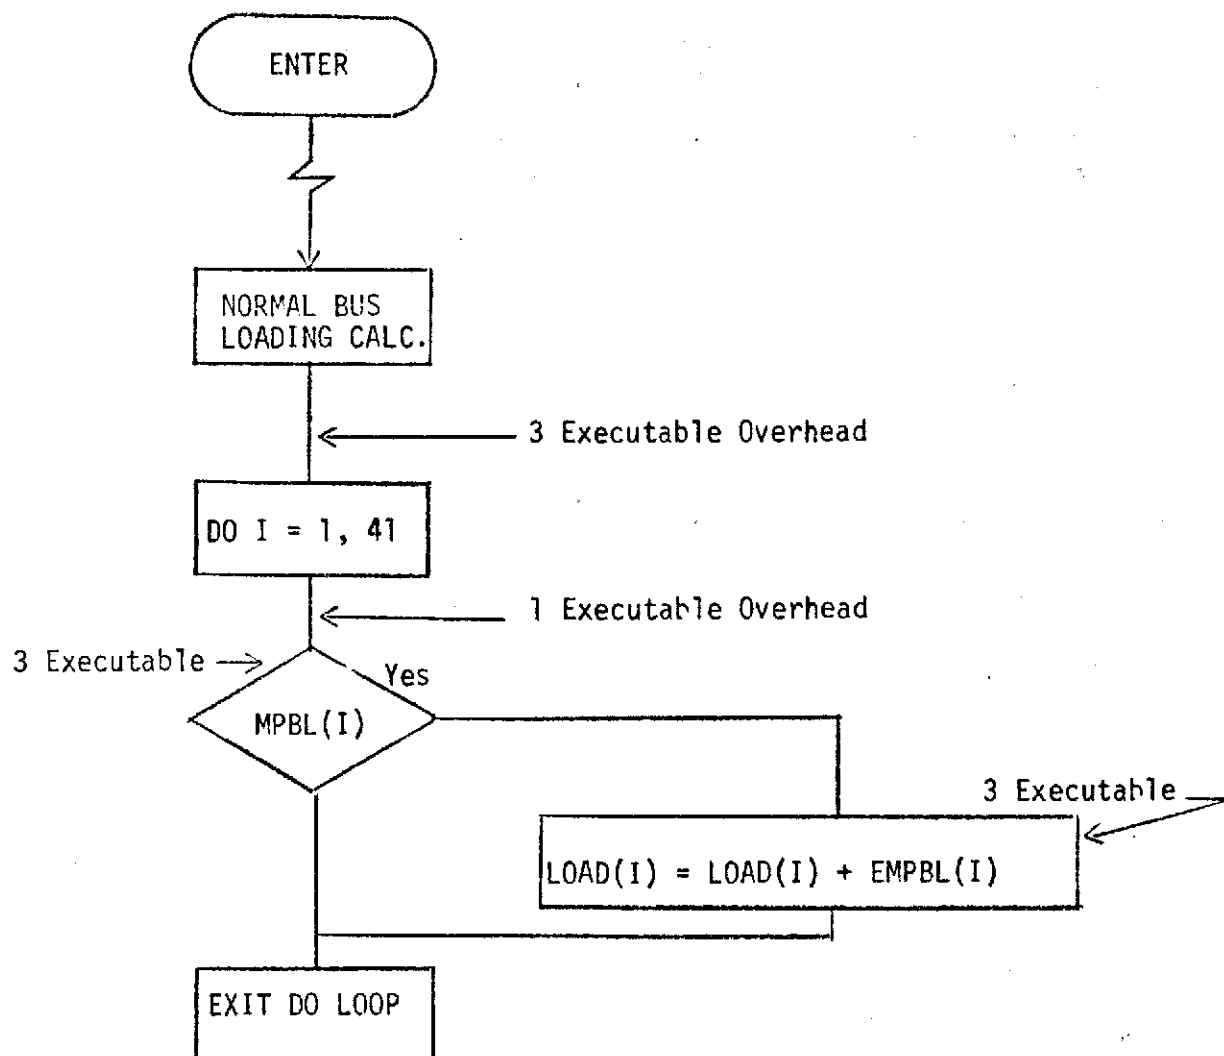 ENTER
NORMAL BUS
LOADING CALC.
3 Executable Overhead
DO I = 1, 41
1 Executable Overhead
3 Executable
Yes
MPBL(I)
3 Executable
LOAD(I) = LOAD(I) + EMPBL(I)
EXIT DO LOOP